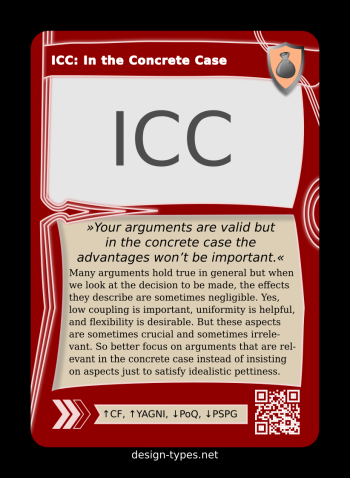 ICC: In the Concrete Case
ICC
»Your arguments are valid but
in the concrete case the
advantages won't be important.«
Many arguments hold true in general but when
we look at the decision to be made, the effects
they describe are sometimes negligible. Yes,
low coupling is important, uniformity is helpful,
and flexibility is desirable. But these aspects
are sometimes crucial and sometimes irrele-
vant. So better focus on arguments that are rel-
evant in the concrete case instead of insisting
on aspects just to satisfy idealistic pettiness.
↑CF, ↑YAGNI, ↓PoQ, ↓PSPG
design-types.net